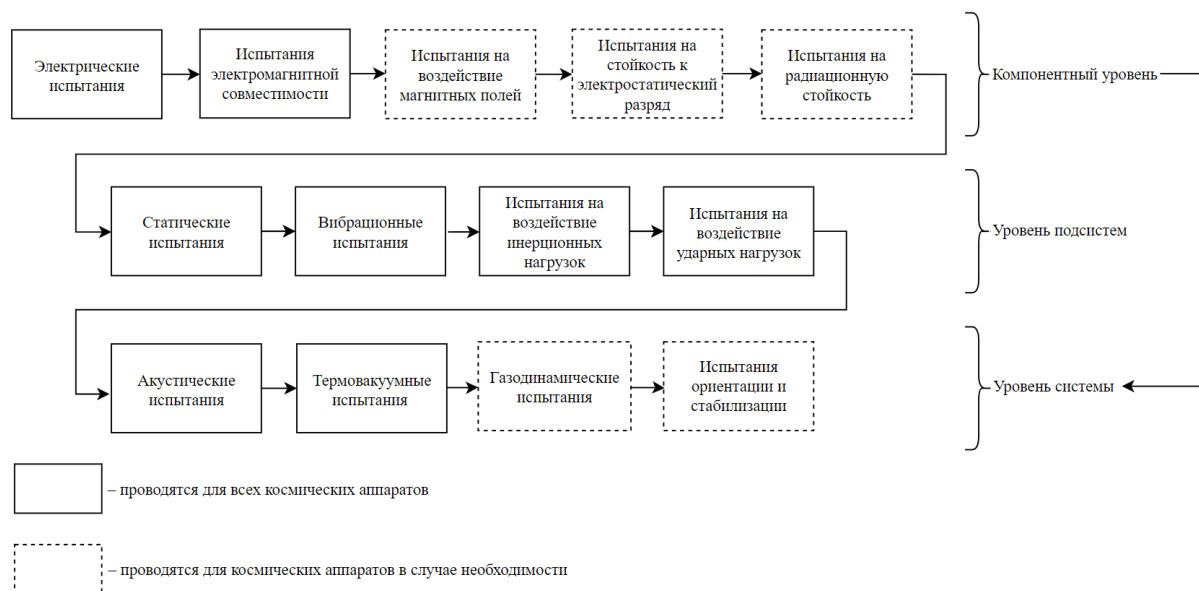 Электрические
испытания
Испытания
электромагнитной
совместимости
Испытания на
воздействие
магнитных полей
Испытания на
стойкость к
электростатический
разряд
Испытания на
радиационную
стойкость
Компонентный уровень
Статические
испытания
Вибрационные
испытания
Испытания на
воздействие
инерционных
нагрузок
Испытания на
воздействие
ударных нагрузок
Уровень подсистем
Акустические
испытания
Термовакуумные
испытания
Газодинамические
испытания
Испытания
ориентации и
стабилизации
Уровень системы
– проводятся для всех космических аппаратов
– проводятся для космических аппаратов в случае необходимости